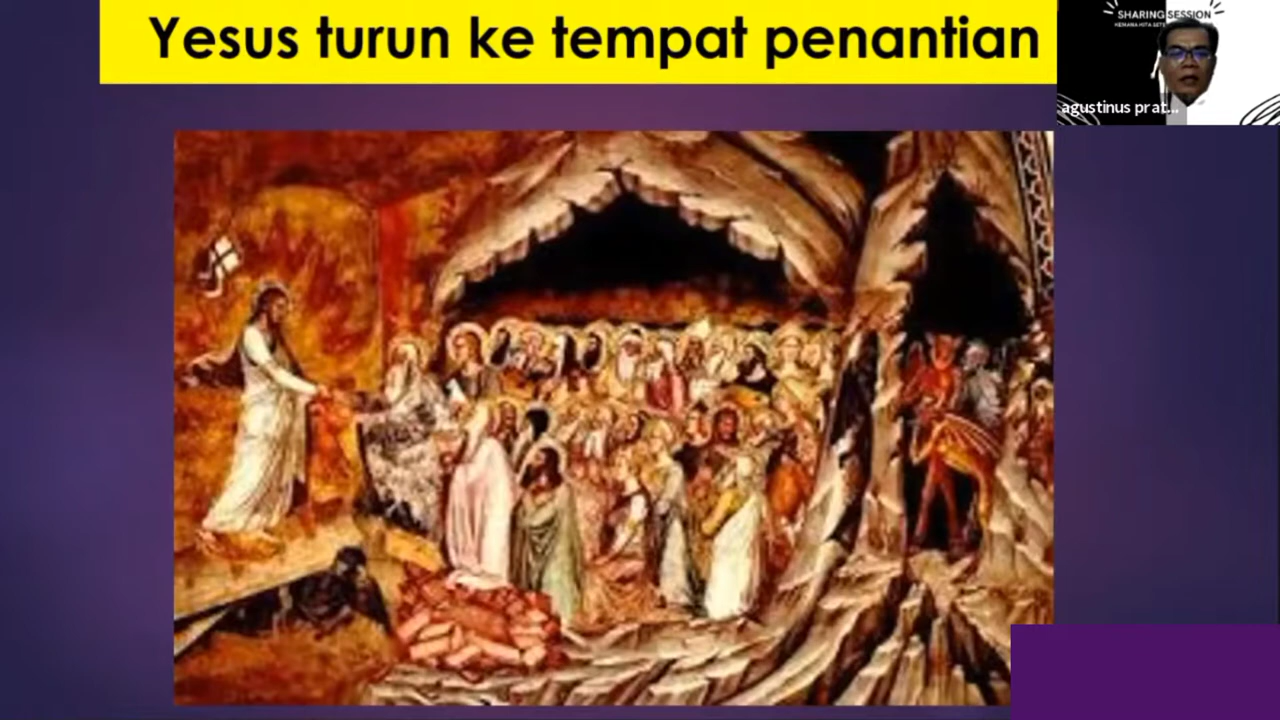 Yesus turun ke tempat penantian
SHARING SESSION
agustinus prat...